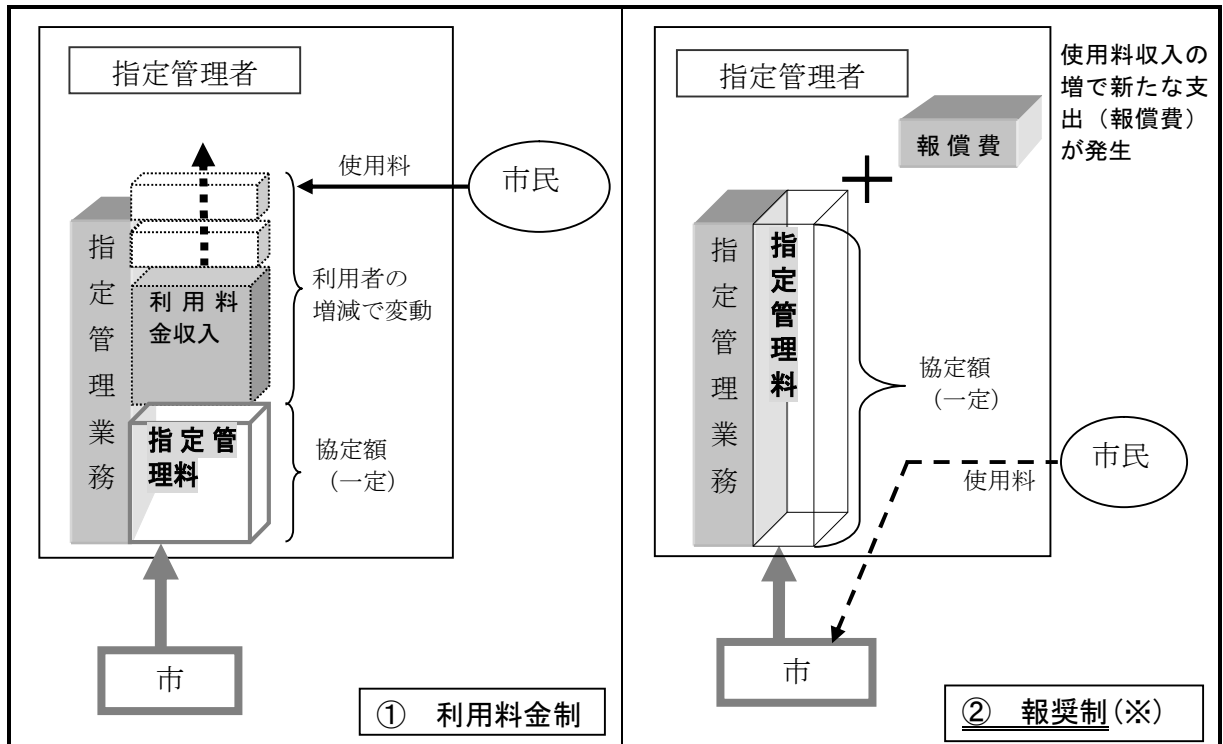 指定管理者
使用料
市民
指定管理業務
利用料
金収入
利用者の
増減で変動
指定管
理料
協定額
（一定）
市
① 利用料金制
指定管理者
使用料収入の
増で新たな支
出（報償費）
が発生
報償費
指定管理業務
指定管理料
協定額
（一定）
市民
使用料
市
② 報奨制(※)